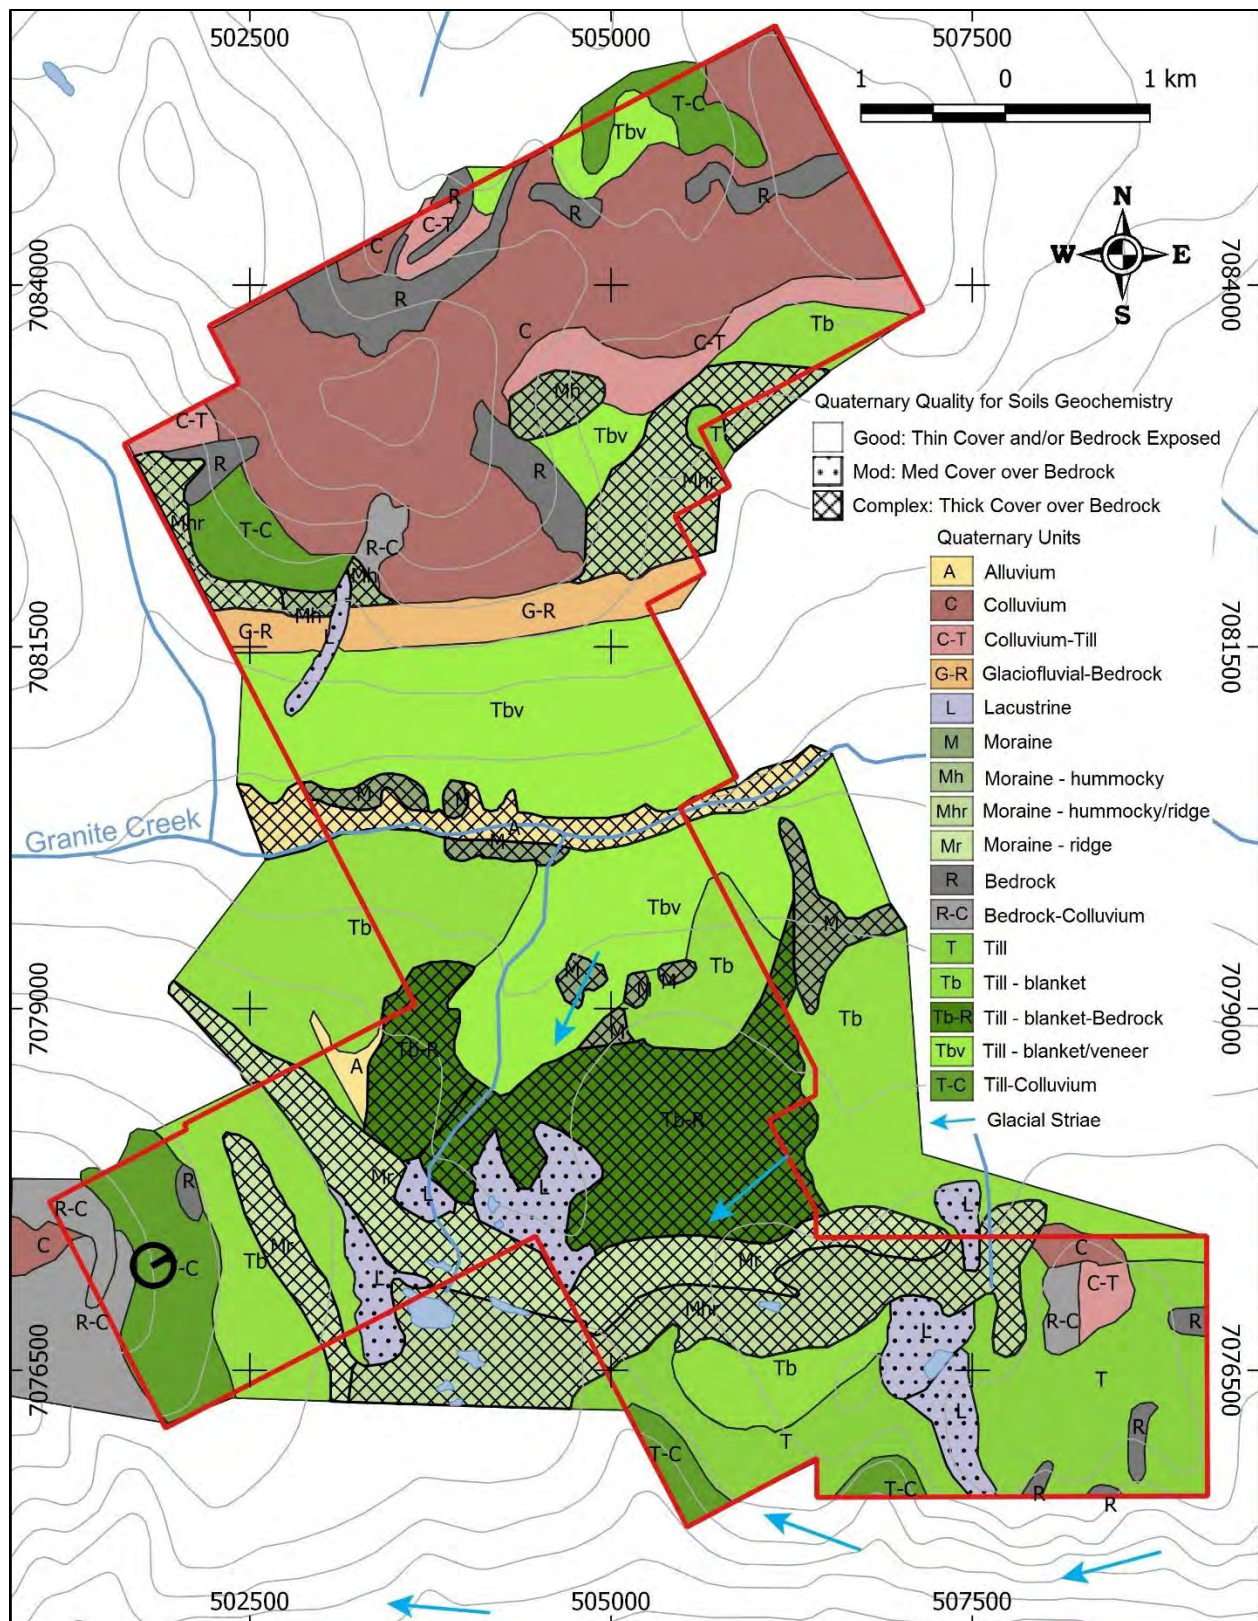 502500 505000 507500
1 0 1 km
T-C
Tbv
R
R
R
C-T
C
N
W E
S
7084000
7084000
R
C
C-T
Tb
Mh
C-T
Tbv
T
R
R
Mhr
Mhr
T-C
R-C
Mh
L
Mh
L
G-R
G-R
Quaternary Quality for Soils Geochemistry
Good: Thin Cover and/or Bedrock Exposed
Mod: Med Cover over Bedrock
Complex: Thick Cover over Bedrock
Quaternary Units
A Alluvium
C Colluvium
C-T Colluvium-Till
G-R Glaciofluvial-Bedrock
L Lacustrine
M Moraine
Mh Moraine - hummocky
Mhr Moraine - hummocky/ridge
Mr Moraine - ridge
R Bedrock
R-C Bedrock-Colluvium
T Till
Tb Till - blanket
Tb-R Till - blanket-Bedrock
Tbv Till - blanket/veneer
T-C Till-Colluvium
Glacial Striae
7081500
7081500
Tbv
M
M
A
M
Granite Creek
Tb
Tbv
M
M
M
M
Tb
M
Tb
7079000
7079000
Tb-R
A
Tb-R
Mr
L
L
L
R
R-C
C
R-C
-C
Tb
Mr
L
Mr
Mhr
C
C-T
R-C
R
L
Tb
T
L
7076500
7076500
T
T-C
T-C
R
R
R
502500 505000 507500